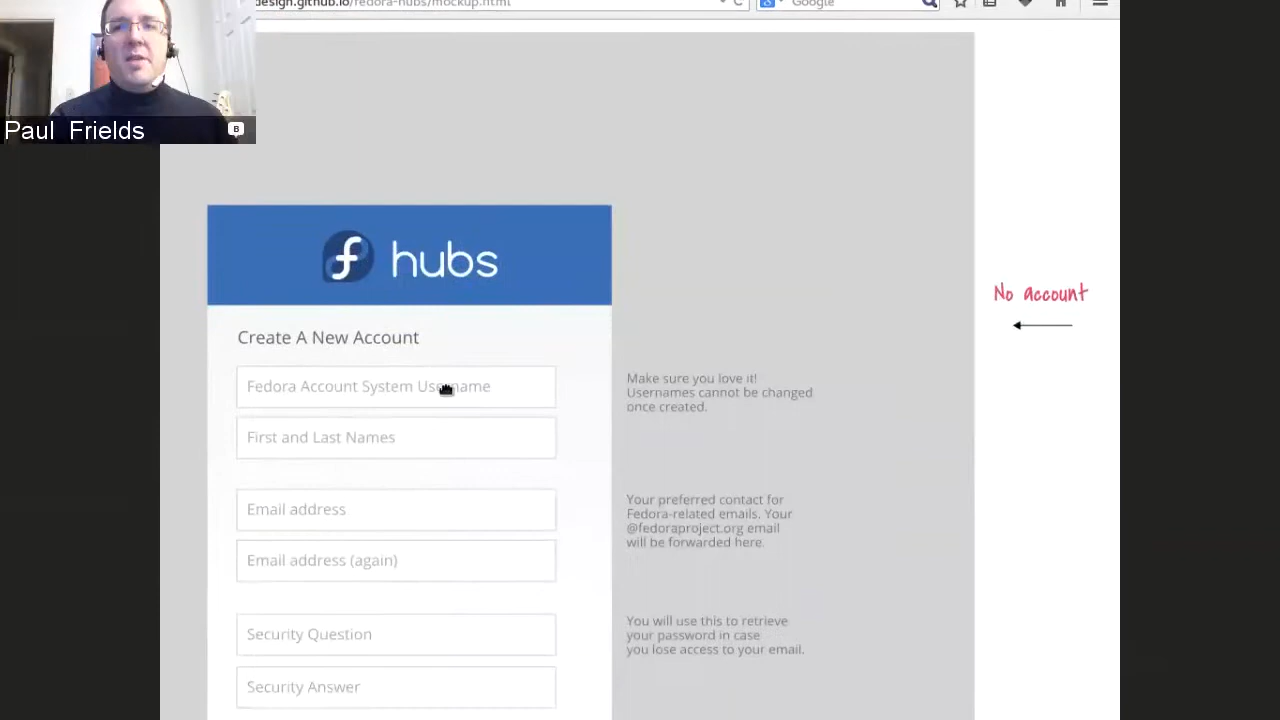 design.github.io/fedora-hubs/mockup.html
Google
Paul Frields
B
hubs
No account
Create A New Account
Fedora Account System Username
Make sure you love it!
Usernames cannot be changed
once created.
First and Last Names
Email address
Your preferred contact for
Fedora-related emails. Your
@fedoraproject.org email
will be forwarded here.
Email address (again)
Security Question
You will use this to retrieve
your password in case
you lose access to your email.
Security Answer